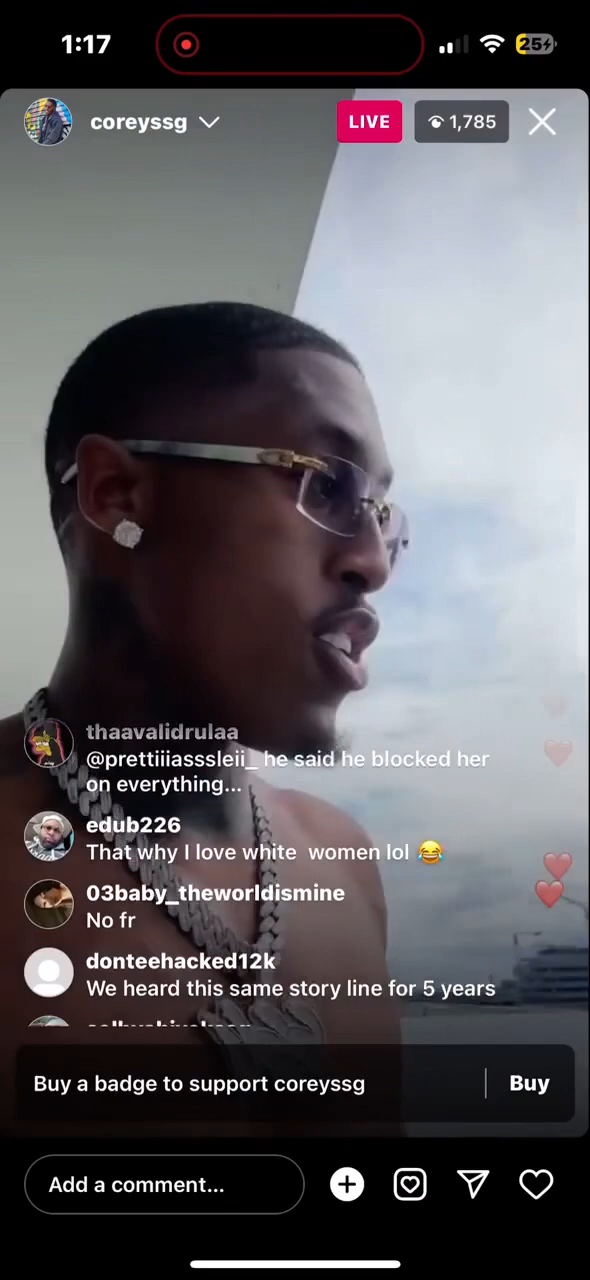 1:17
25
coreyssg
LIVE
1,785
thaavalidrulaa
@prettiiiasssleii_ he said he blocked her
on everything...
edub226
That why I love white women lol 😂
03baby_theworldismine
No fr
donteehacked12k
We heard this same story line for 5 years
Buy a badge to support coreyssg
Buy
Add a comment...